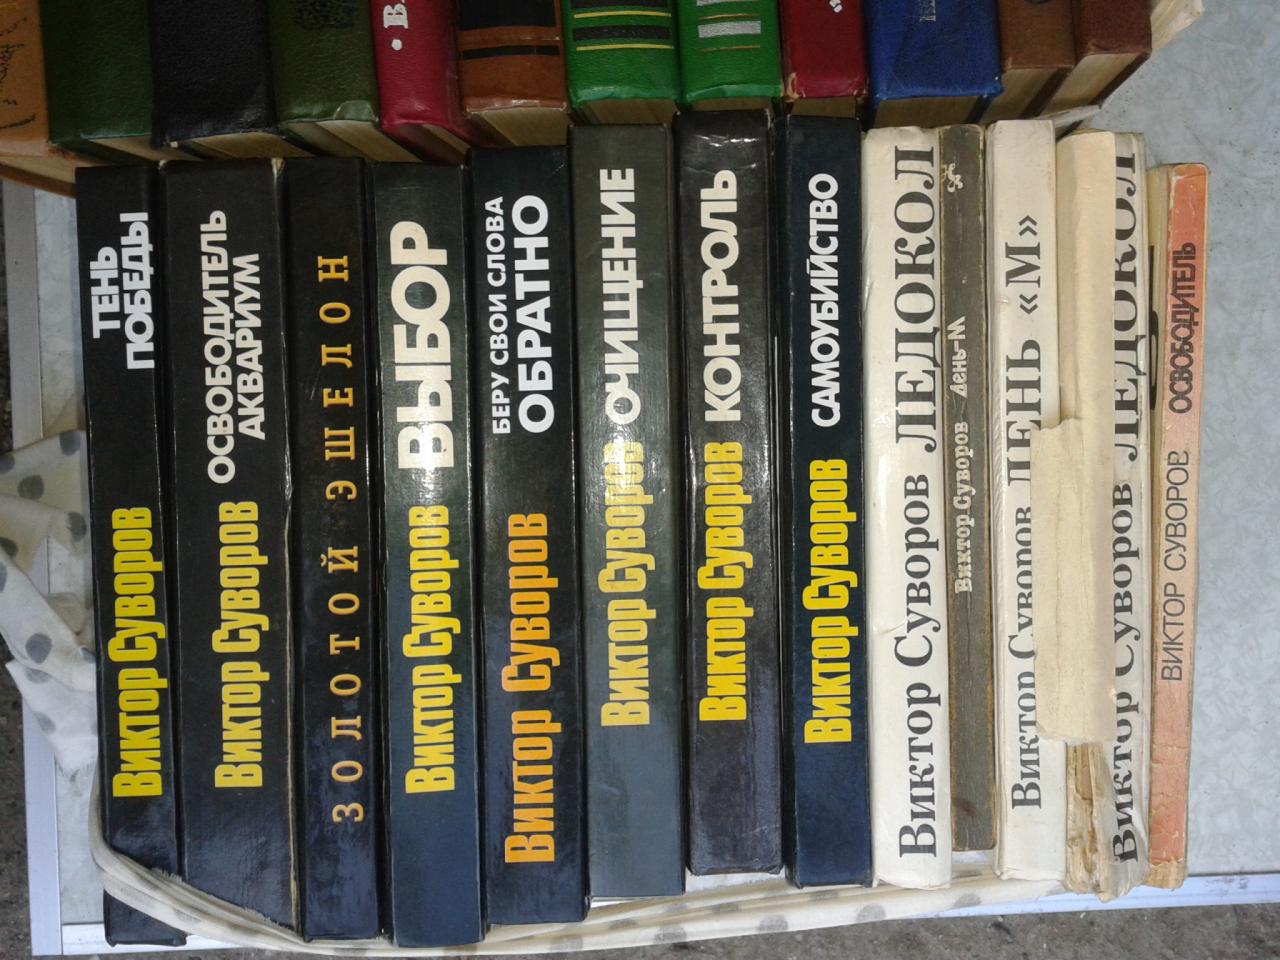 Виктор Суворов
ТЕНЬ
ПОБЕДЫ
Виктор Суворов
ОСВОБОДИТЕЛЬ
АКВАРИУМ
ЗОЛОТОЙ ЭШЕЛОН
Виктор Суворов ВЫБОР
Виктор Суворов
БЕРУ СВОИ СЛОВА
ОБРАТНО
Виктор Суворов ОЧИЩЕНИЕ
Виктор Суворов КОНТРОЛЬ
Виктор Суворов САМОУБИЙСТВО
Виктор Суворов ЛЕДОКОЛ
Виктор Суворов День-М
Виктор Суворов ДЕНЬ «М»
Виктор Суворов ЛЕДОКОЛ
ВИКТОР СУВОРОВ ОСВОБОДИТЕЛЬ